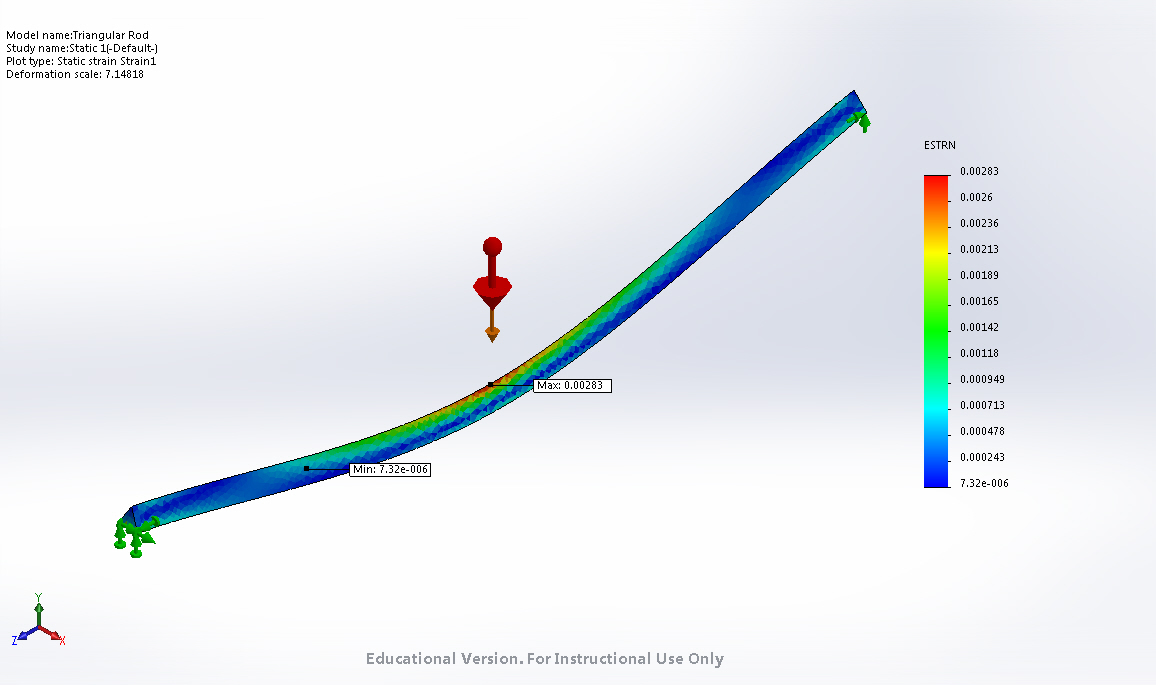 Model name:Triangular Rod
Study name:Static 1(-Default-)
Plot type: Static strain Strain1
Deformation scale: 7.14818
ESTRN
0.00283
0.0026
0.00236
0.00213
0.00189
0.00165
0.00142
0.00118
0.000949
0.000713
0.000478
0.000243
7.32e-006
Max: 0.00283
Min: 7.32e-006
Y
Z
X
Educational Version. For Instructional Use Only